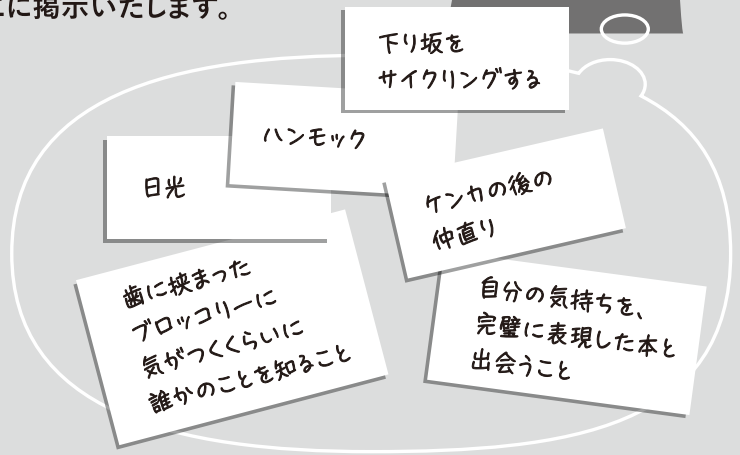 に掲示いたします。
下り坂を
サイクリングする
ハンモック
日光
ケンカの後の
仲直り
歯に挟まった
ブロッコリーに
気がつくくらいに
誰かのことを知ること
自分の気持ちを、
完璧に表現した本と
出会うこと